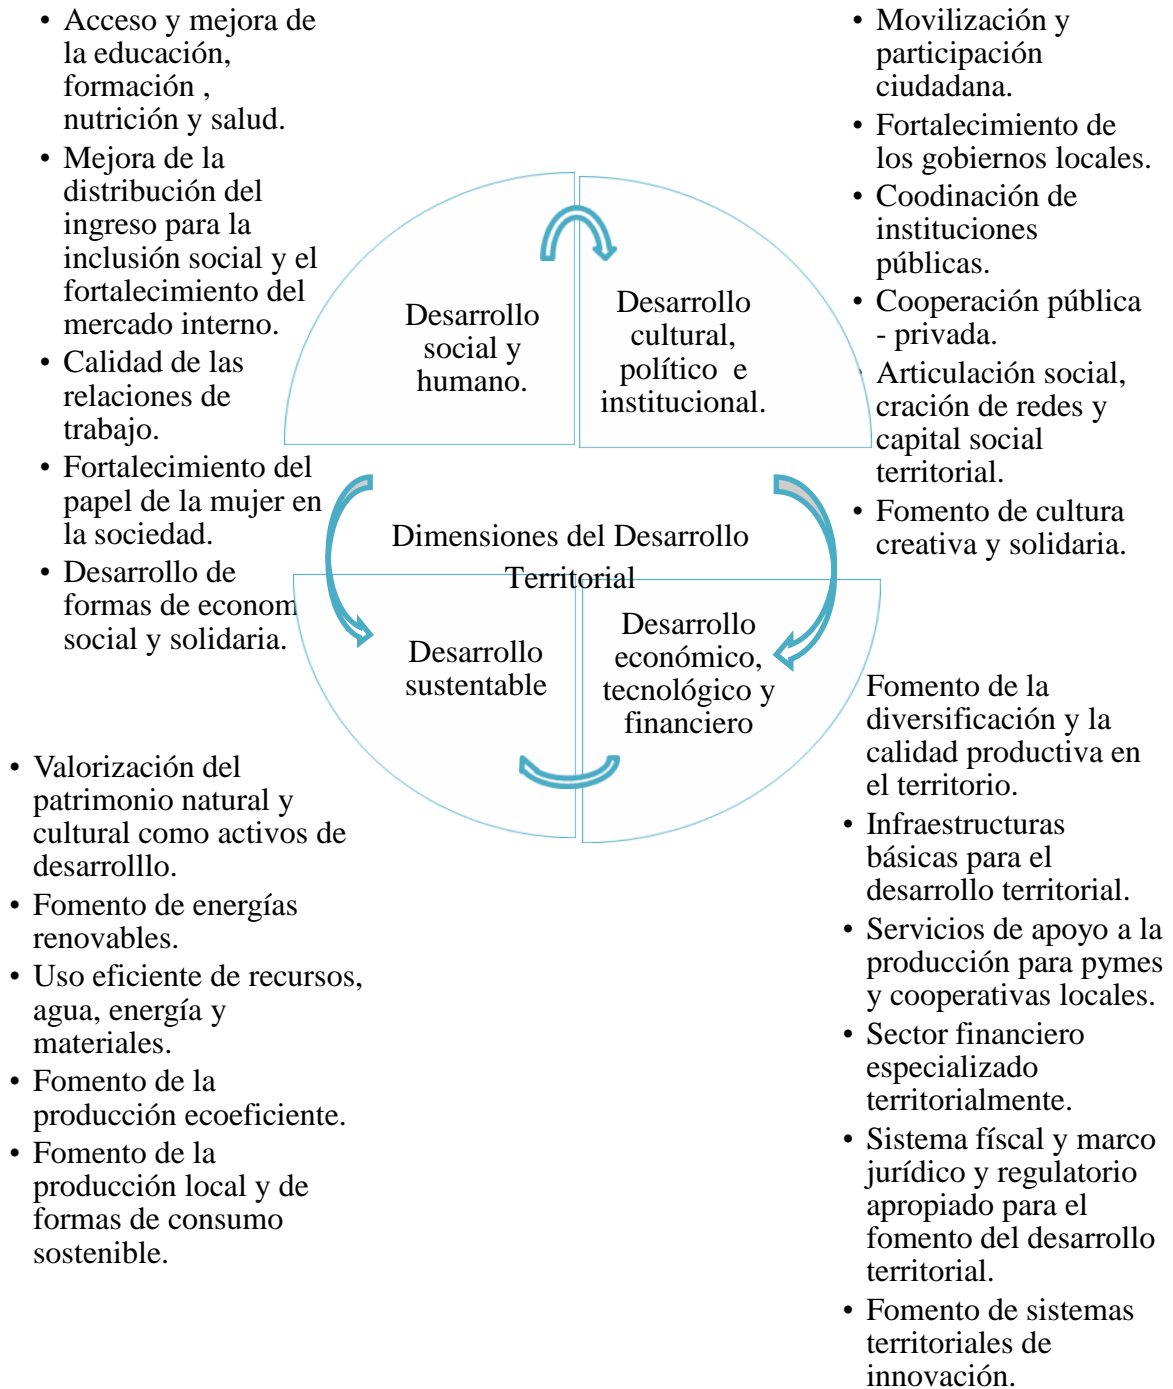 • Acceso y mejora de
la educación,
formación ,
nutrición y salud.
• Mejora de la
distribución del
ingreso para la
inclusión social y el
fortalecimiento del
mercado interno.
• Calidad de las
relaciones de
trabajo.
• Fortalecimiento del
papel de la mujer en
la sociedad.
• Desarrollo de
formas de econom
social y solidaria.
• Movilización y
participación
ciudadana.
• Fortalecimiento de
los gobiernos locales.
• Coodinación de
instituciones
públicas.
• Cooperación pública
- privada.
• Articulación social,
cración de redes y
capital social
territorial.
• Fomento de cultura
creativa y solidaria.
Desarrollo
social y
humano.
Desarrollo
cultural,
político e
institucional.
Dimensiones del Desarrollo
Territorial
Desarrollo
sustentable
Desarrollo
económico,
tecnológico y
financiero
• Valorización del
patrimonio natural y
cultural como activos de
desarrolllo.
• Fomento de energías
renovables.
• Uso eficiente de recursos,
agua, energía y
materiales.
• Fomento de la
producción ecoeficiente.
• Fomento de la
producción local y de
formas de consumo
sostenible.
Fomento de la
diversificación y la
calidad productiva en
el territorio.
• Infraestructuras
básicas para el
desarrollo territorial.
• Servicios de apoyo a la
producción para pymes
y cooperativas locales.
• Sector financiero
especializado
territorialmente.
• Sistema físcal y marco
jurídico y regulatorio
apropiado para el
fomento del desarrollo
territorial.
• Fomento de sistemas
territoriales de
innovación.